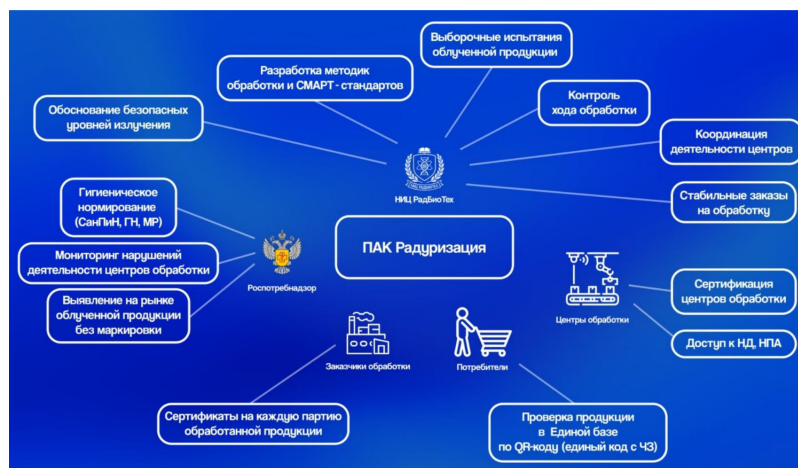 Выборочные испытания
облученной продукции
Разработка методик
обработки и СМАРТ - стандартов
Контроль
хода обработки
Обоснование безопасных
уровней излучения
Координация
деятельности центров
НИЦ РадБиоТех
Стабильные заказы
на обработку
Гигиеническое
нормирование
(СанПиН, ГН, МР)
ПАК Радуризация
Мониторинг нарушений
деятельности центров обработки
Роспотребнадзор
Выявление на рынке
облученной продукции
без маркировки
Сертификация
центров обработки
Центры обработки
Доступ к НД, НПА
Заказчики обработки
Потребители
Сертификаты на каждую партию
обработанной продукции
Проверка продукции
в Единой базе
по QR-коду (единый код с ЧЗ)